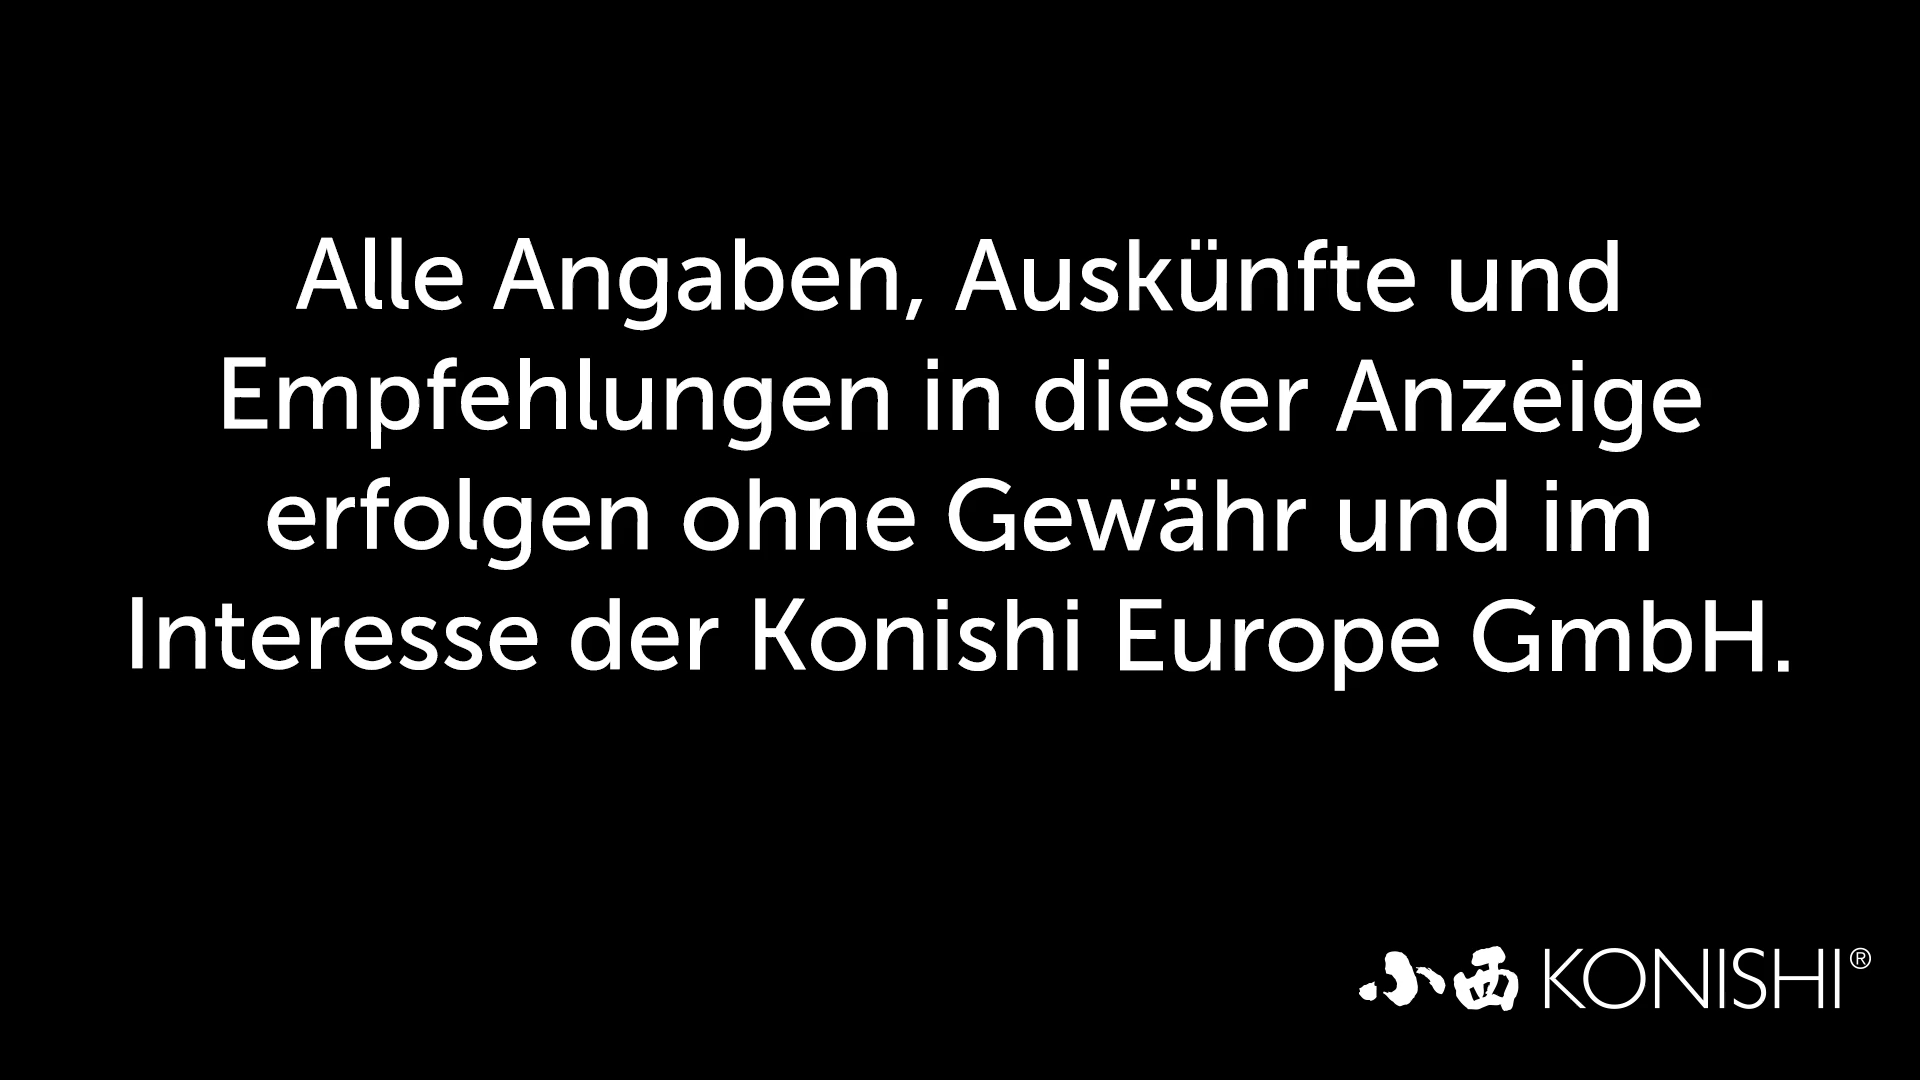 Alle Angaben, Auskünfte und
Empfehlungen in dieser Anzeige
erfolgen ohne Gewähr und im
Interesse der Konishi Europe GmbH.
小西 KONISHI®